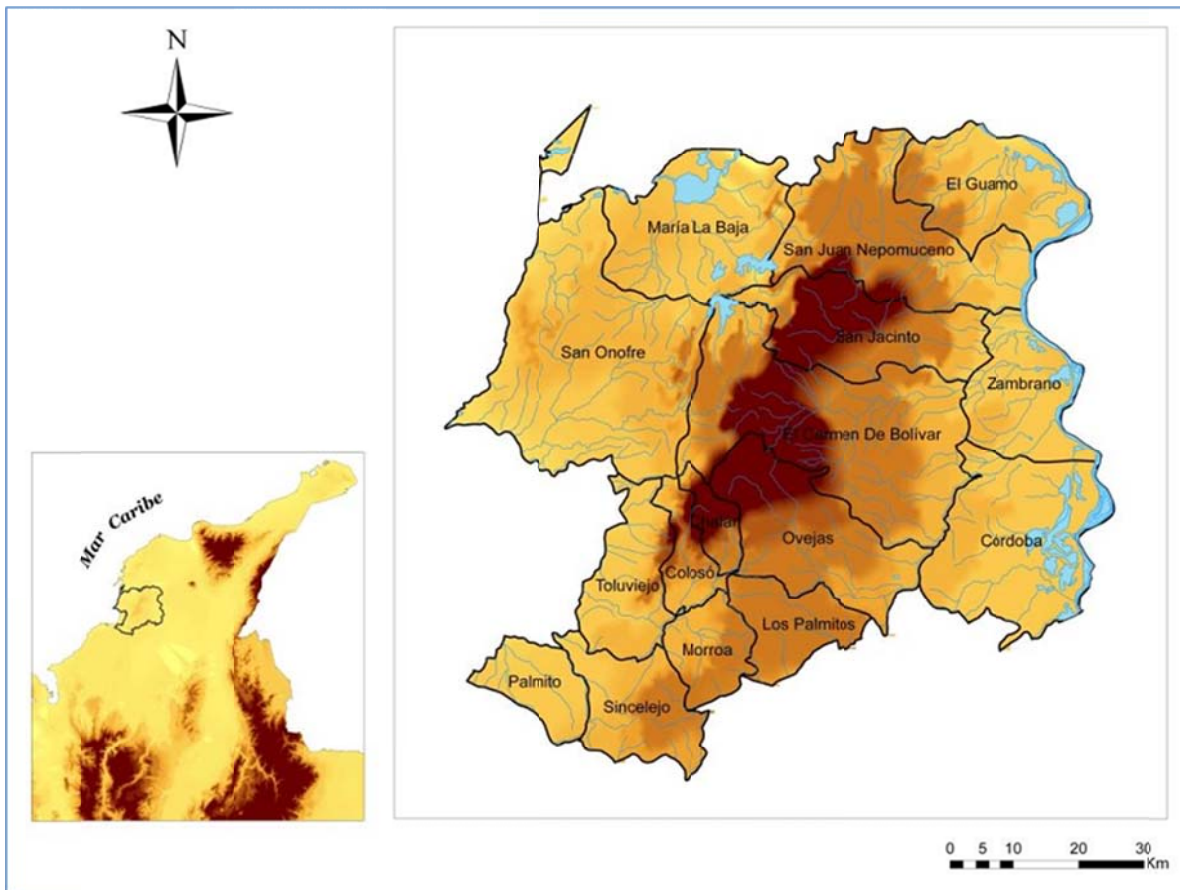 N
El Guamo
María La Baja
San Juan Nepomuceno
San Jacinto
San Onofre
Zambrano
El Carmen De Bolívar
Chalán
Ovejas
Córdoba
Colosó
Toluviejo
Los Palmitos
Morroa
Palmito
Sincelejo
Mar Caribe
0 5 10 20 30
Km